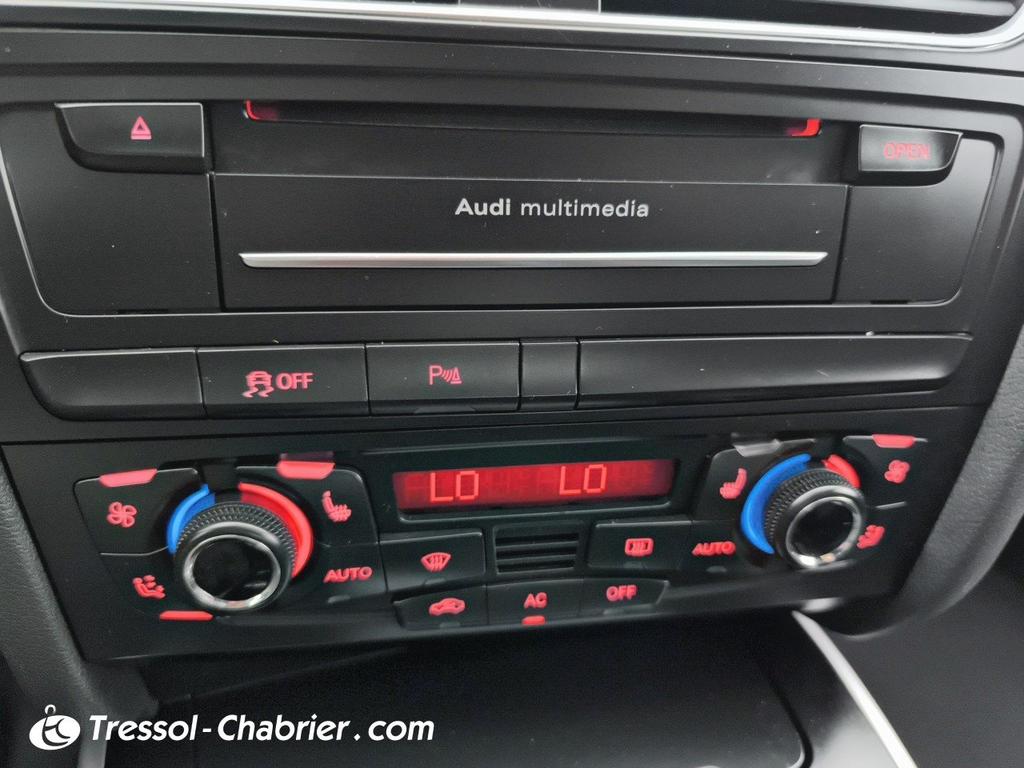 OPEN
Audi multimedia
OFF
P
LO LO
AUTO
AUTO
AC
OFF
Tressol-Chabrier.com